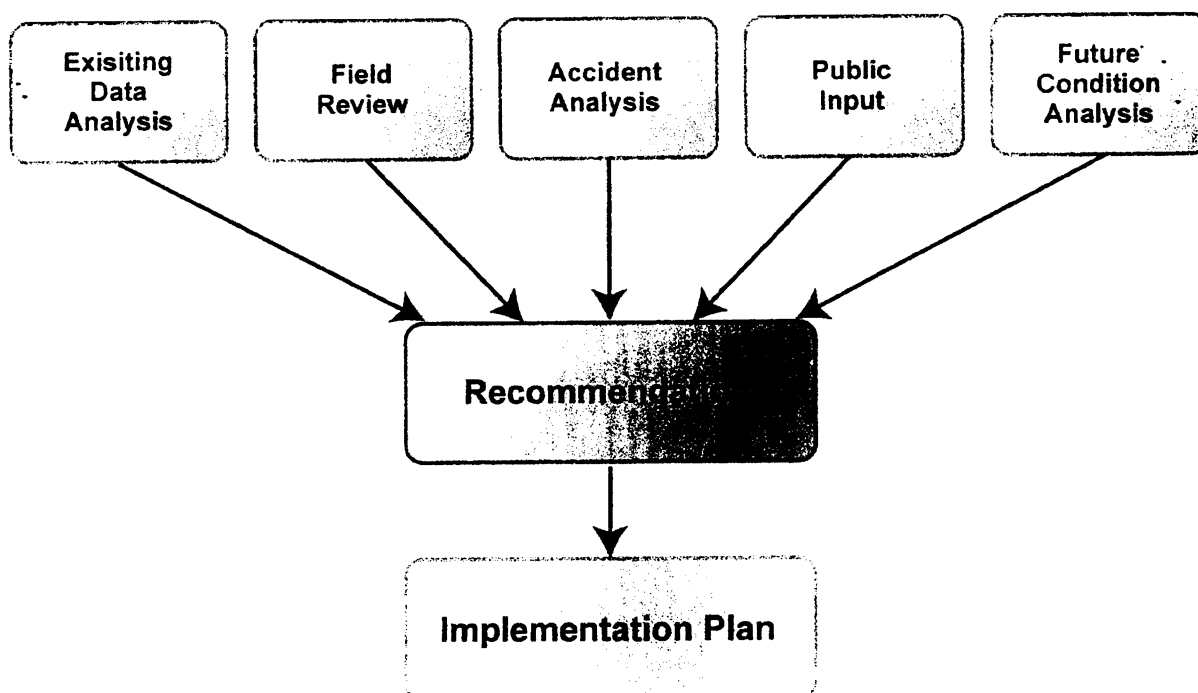 Exisiting
Data
Analysis
Field
Review
Accident
Analysis
Public
Input
Future
Condition
Analysis
Implementation Plan